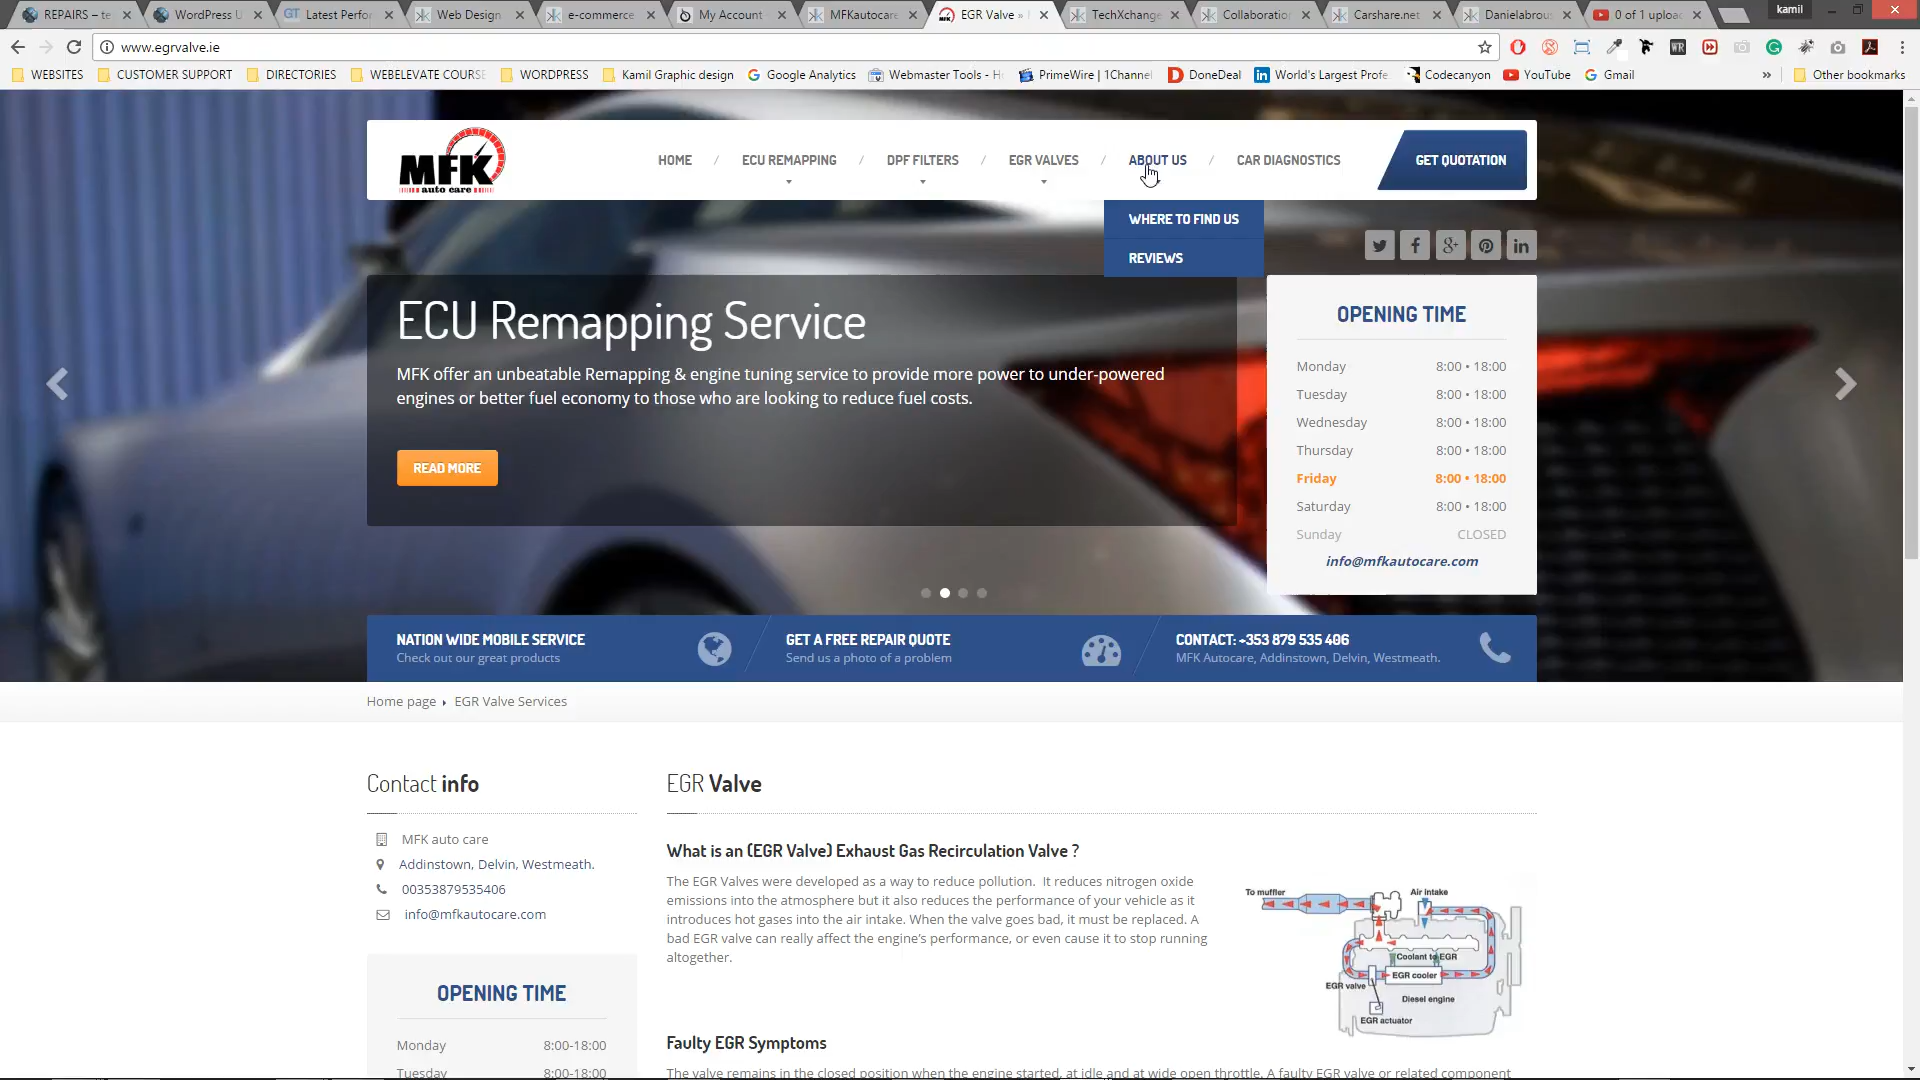 REPAIRS – te
WordPress U
GT Latest Perfor
Web Design
e-commerce
My Account
MFKautocare
EGR Valve »
TechXchange
Collaboratio
Carshare.net
Danielabrous
0 of 1 uploa
kamil
www.egrvalve.ie
WEBSITES
CUSTOMER SUPPORT
DIRECTORIES
WEBELEVATE COURSE
WORDPRESS
Kamil Graphic design
Google Analytics
Webmaster Tools - H
PrimeWire | 1Channel
DoneDeal
World's Largest Profe
Codecanyon
YouTube
Gmail
»
Other bookmarks
MFK
auto care
HOME / ECU REMAPPING / DPF FILTERS / EGR VALVES / ABOUT US / CAR DIAGNOSTICS
GET QUOTATION
WHERE TO FIND US
REVIEWS
ECU Remapping Service
MFK offer an unbeatable Remapping & engine tuning service to provide more power to under-powered
engines or better fuel economy to those who are looking to reduce fuel costs.
READ MORE
OPENING TIME
Monday 8:00 • 18:00
Tuesday 8:00 • 18:00
Wednesday 8:00 • 18:00
Thursday 8:00 • 18:00
Friday 8:00 • 18:00
Saturday 8:00 • 18:00
Sunday CLOSED
info@mfkautocare.com
NATION WIDE MOBILE SERVICE
Check out our great products
GET A FREE REPAIR QUOTE
Send us a photo of a problem
CONTACT: +353 879 535 406
MFK Autocare, Addinstown, Delvin, Westmeath.
Home page EGR Valve Services
Contact info
MFK auto care
Addinstown, Delvin, Westmeath.
00353879535406
info@mfkautocare.com
OPENING TIME
Monday 8:00-18:00
Tuesday 8:00-18:00
EGR Valve
What is an (EGR Valve) Exhaust Gas Recirculation Valve ?
The EGR Valves were developed as a way to reduce pollution. It reduces nitrogen oxide
emissions into the atmosphere but it also reduces the performance of your vehicle as it
introduces hot gases into the air intake. When the valve goes bad, it must be replaced. A
bad EGR valve can really affect the engine's performance, or even cause it to stop running
altogether.
To muffler
Air intake
Coolant to EGR
EGR cooler
EGR valve
Diesel engine
EGR actuator
Faulty EGR Symptoms
The valve remains in the closed position when the engine started, at idle and at wide open throttle. A faulty EGR valve or related component